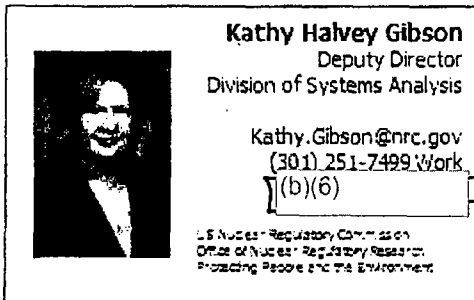 Kathy Halvey Gibson
Deputy Director
Division of Systems Analysis
Kathy.Gibson@nrc.gov
(301) 251-7499 Work
(b)(6)
U.S. Nuclear Regulatory Commission
Office of Nuclear Regulatory Research
Protecting People and the Environment